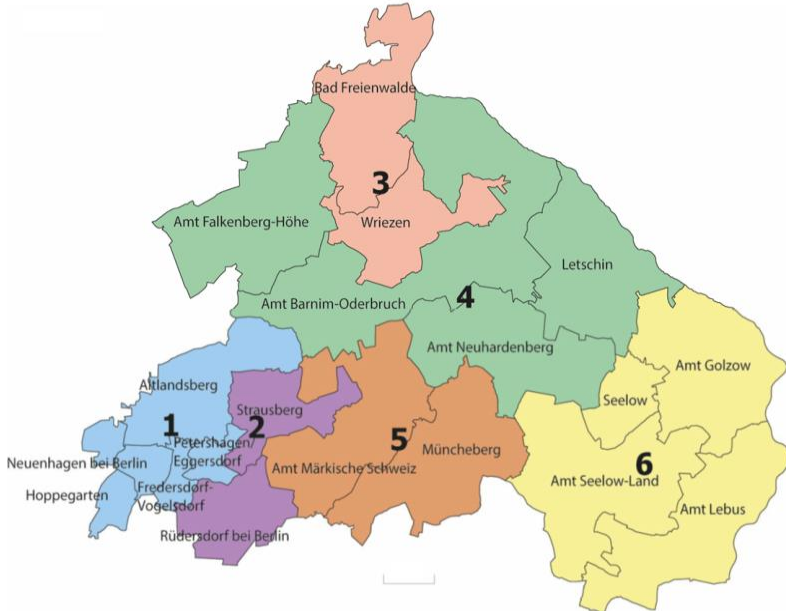 Bad Freienwalde
3
Amt Falkenberg-Höhe
Wriezen
Letschin
4
Amt Barnim-Oderbruch
Amt Neuhardenberg
Amt Golzow
Altlandsberg
Seelow
Strausberg
1
2
Petershagen/
Eggersdorf
5
Müncheberg
Neuenhagen bei Berlin
Amt Märkische Schweiz
6
Amt Seelow-Land
Hoppegarten
Fredersdorf-
Vogelsdorf
Amt Lebus
Rüdersdorf bei Berlin